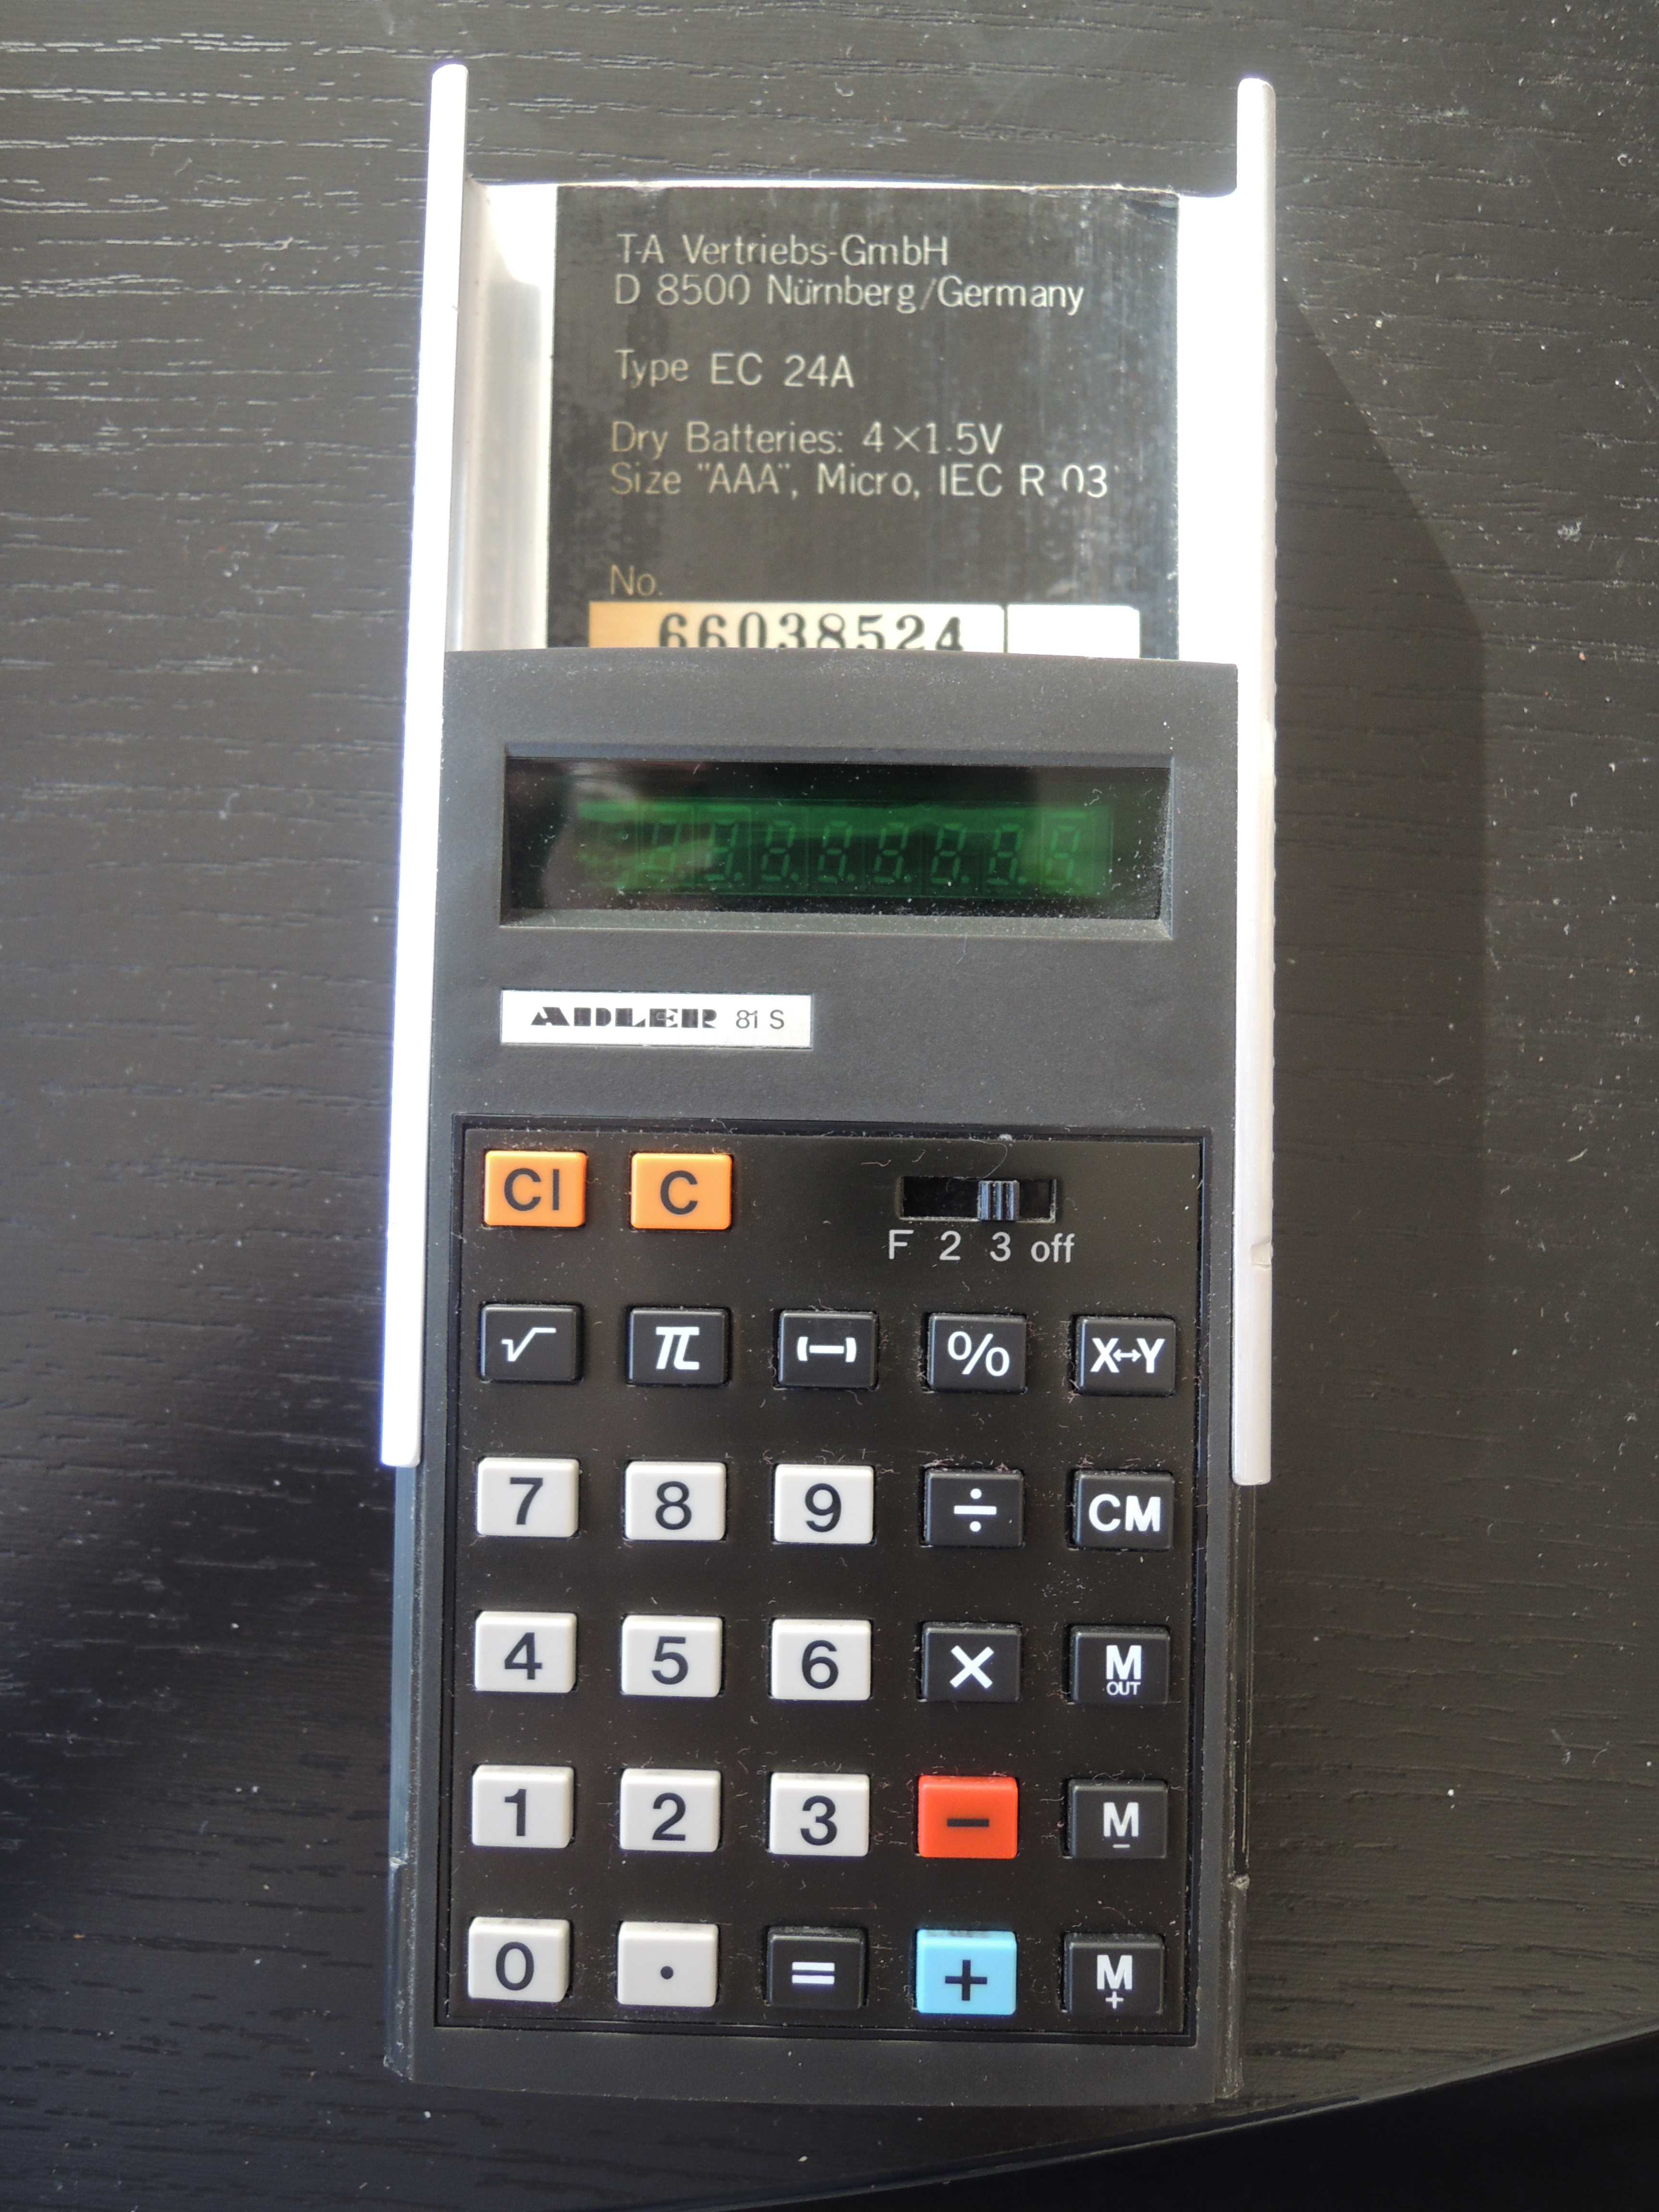 T-A Vertriebs-GmbH
D 8500 Nürnberg/Germany
Type EC 24A
Dry Batteries: 4×1.5V
Size "AAA", Micro, IEC R 03
No.
66038524
ADLER 81 S
CI C
F 2 3 off
√ π (−) % X↔Y
7 8 9 ÷ CM
4 5 6 × M OUT
1 2 3 − M −
0 . = + M +